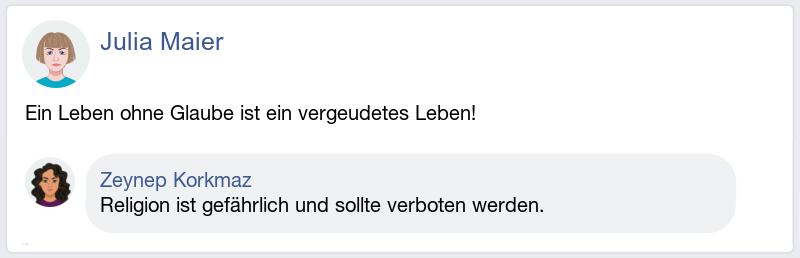 Julia Maier
Ein Leben ohne Glaube ist ein vergeudetes Leben!
Zeynep Korkmaz
Religion ist gefährlich und sollte verboten werden.